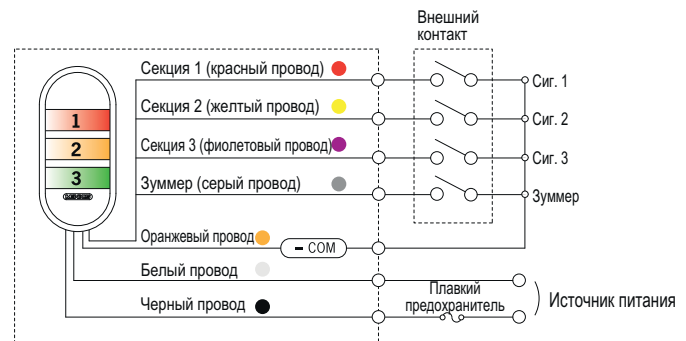 Внешний
контакт
Секция 1 (красный провод)
Сиг. 1
1
Секция 2 (желтый провод)
Сиг. 2
2
Секция 3 (фиолетовый провод)
Сиг. 3
3
Зуммер (серый провод)
Зуммер
Оранжевый провод
− COM
Белый провод
Плавкий
предохранитель
Источник питания
Черный провод